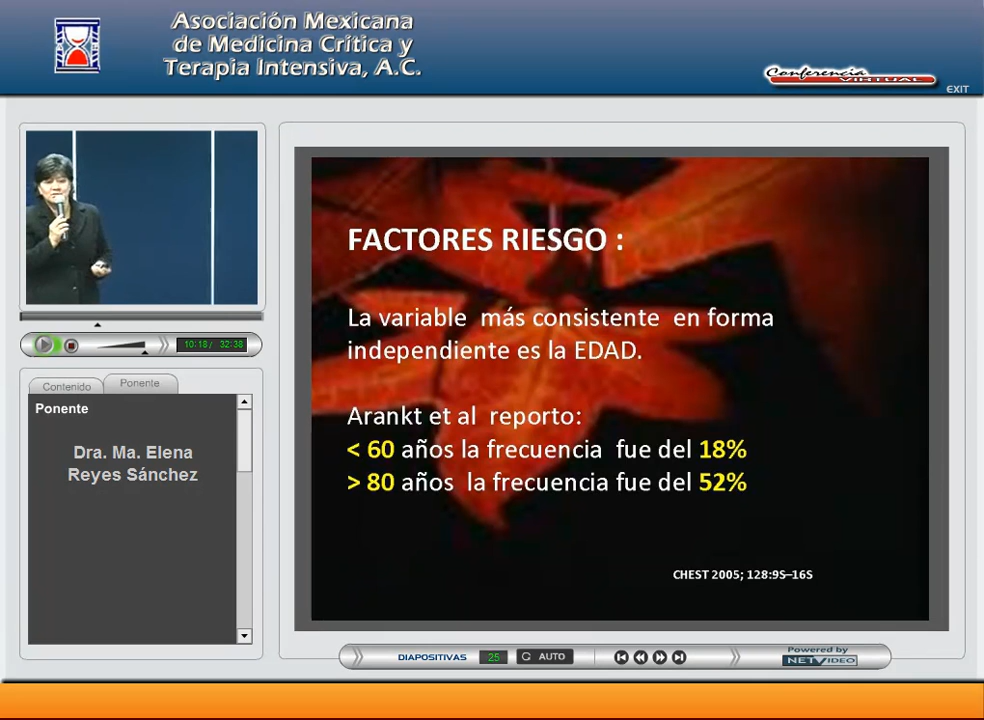 Asociación Mexicana
de Medicina Crítica y
Terapia Intensiva, A.C.
Conferencia
VIRTUAL
EXIT
10:18/ 32:38
Contenido
Ponente
Ponente
Dra. Ma. Elena
Reyes Sánchez
FACTORES RIESGO :
La variable más consistente en forma
independiente es la EDAD.
Arankt et al reporto:
< 60 años la frecuencia fue del 18%
> 80 años la frecuencia fue del 52%
CHEST 2005; 128:9S–16S
DIAPOSITIVAS
25
AUTO
Powered by
NETVIDEO